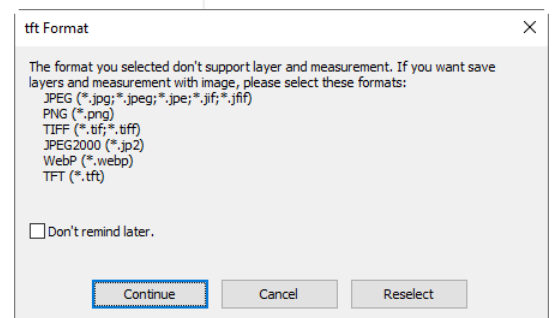 tft Format
The format you selected don't support layer and measurement. If you want save
layers and measurement with image, please select these formats:
JPEG (*.jpg;*.jpeg;*.jpe;*.jif;*.jfif)
PNG (*.png)
TIFF (*.tif;*.tiff)
JPEG2000 (*.jp2)
WebP (*.webp)
TFT (*.tft)
Don't remind later.
Continue Cancel Reselect